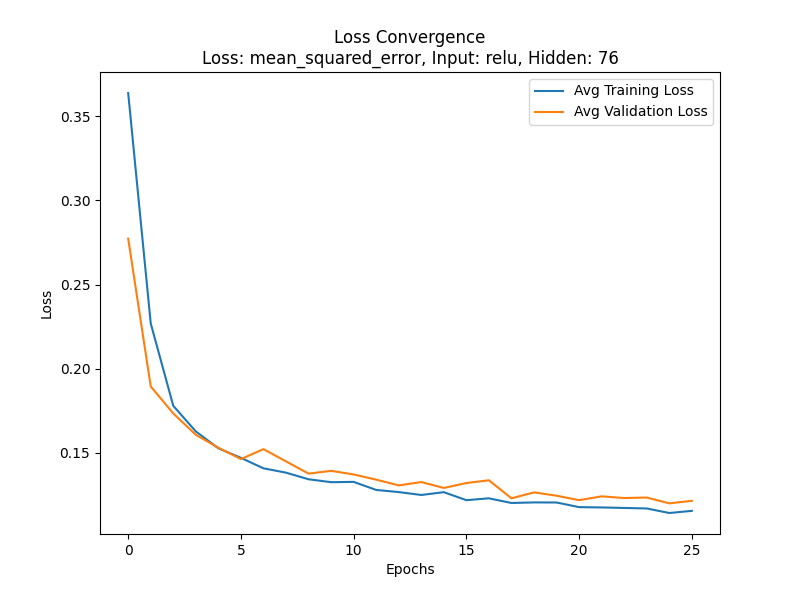 Loss Convergence
Loss: mean_squared_error, Input: relu, Hidden: 76
Avg Training Loss
Avg Validation Loss
0.35
0.30
0.25
0.20
0.15
Loss
0 5 10 15 20 25
Epochs